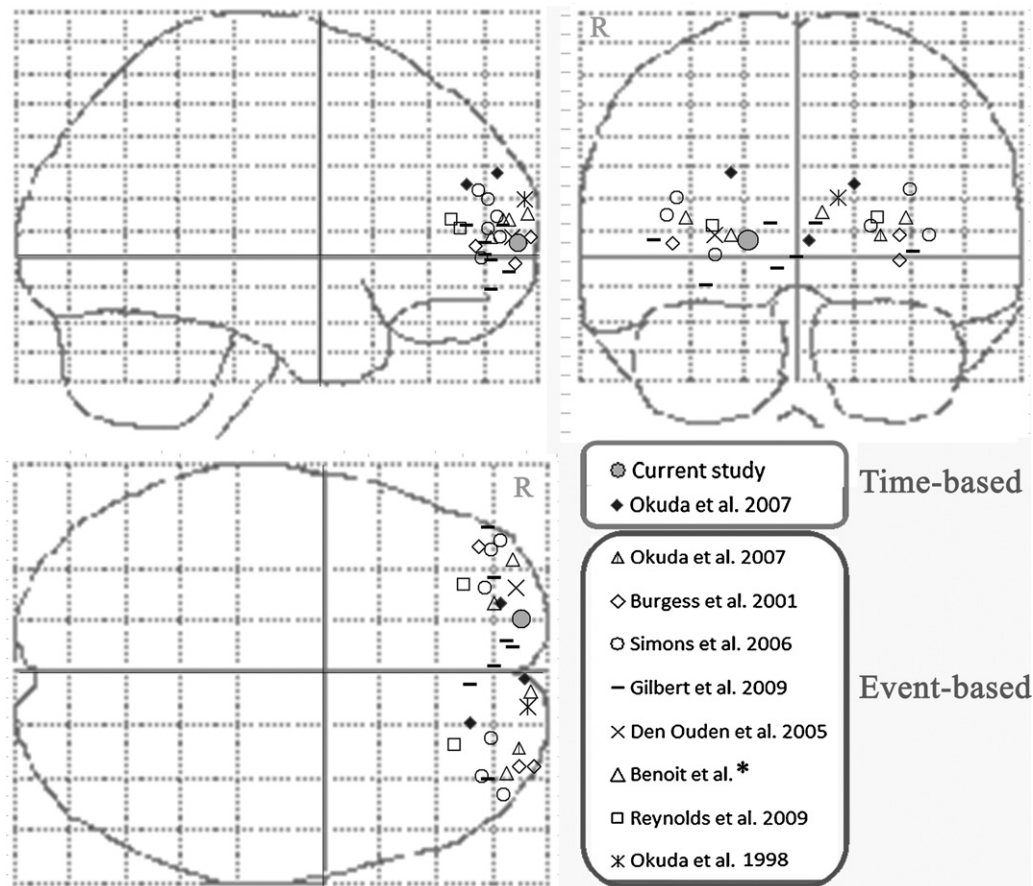 R
R
Current study
Okuda et al. 2007
Time-based
Okuda et al. 2007
Burgess et al. 2001
Simons et al. 2006
Gilbert et al. 2009
Event-based
Den Ouden et al. 2005
Benoit et al.*
Reynolds et al. 2009
Okuda et al. 1998